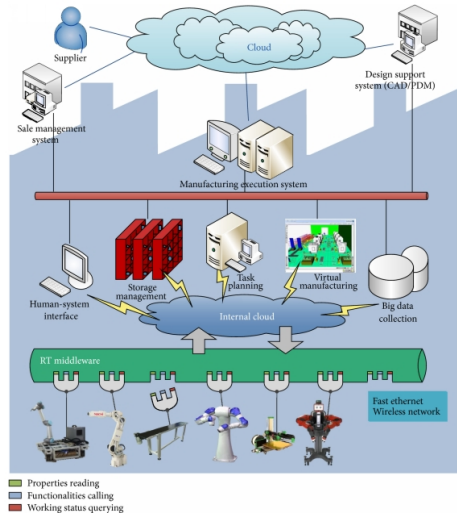 Cloud
Supplier
Design support
system (CAD/PDM)
Sale management
system
Manufacturing execution system
Storage
management
Task
planning
Virtual
manufacturing
Human-system
interface
Big data
collection
Internal cloud
RT middleware
Fast ethernet
Wireless network
Properties reading
Functionalities calling
Working status querying